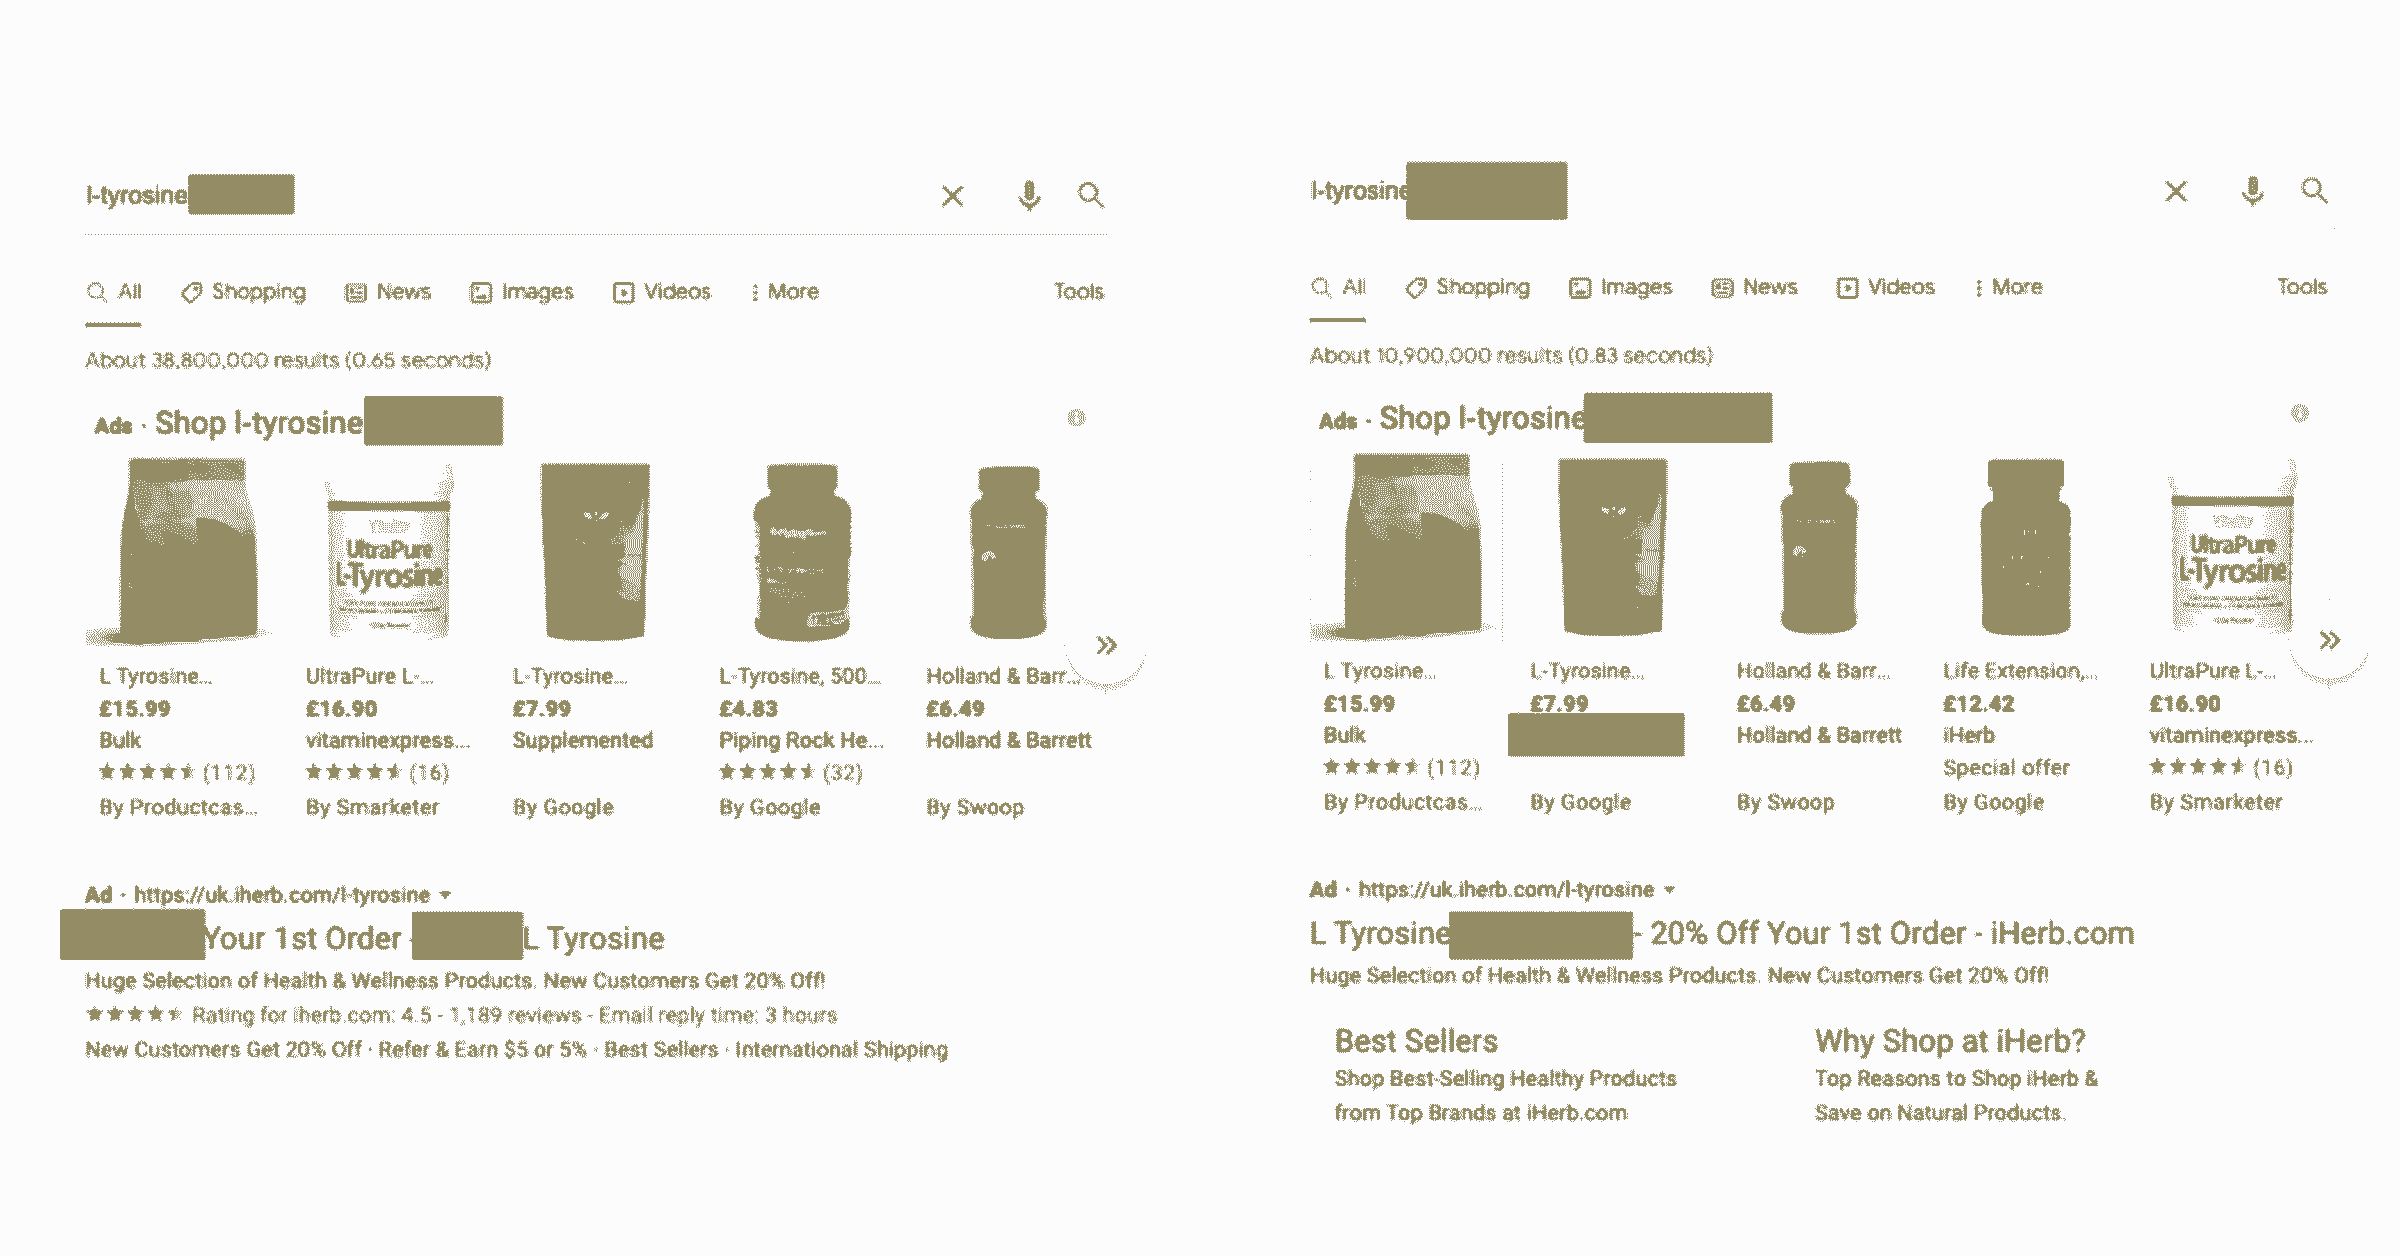 l-tyrosine
All Shopping News Images Videos More Tools
About 38,800,000 results (0.65 seconds)
Ads · Shop l-tyrosine
UltraPure
L-Tyrosine
L Tyrosine... UltraPure L-... L-Tyrosine... L-Tyrosine, 500... Holland & Barr...
£15.99 £16.90 £7.99 £4.83 £6.49
Bulk vitaminexpress... Supplemented Piping Rock He... Holland & Barrett
(112) (16) (32)
By Productcas... By Smarketer By Google By Google By Swoop
Ad · https://uk.iherb.com/l-tyrosine
Your 1st Order L Tyrosine
Huge Selection of Health & Wellness Products. New Customers Get 20% Off!
Rating for iherb.com: 4.5 - 1,189 reviews - Email reply time: 3 hours
New Customers Get 20% Off · Refer & Earn $5 or 5% · Best Sellers · International Shipping
l-tyrosine
All Shopping Images News Videos More Tools
About 10,900,000 results (0.83 seconds)
Ads · Shop l-tyrosine
Vitality
UltraPure
L-Tyrosine
L Tyrosine... L-Tyrosine... Holland & Barr... Life Extension,... UltraPure L-...
£15.99 £7.99 £6.49 £12.42 £16.90
Bulk Holland & Barrett iHerb vitaminexpress...
(112) Special offer (16)
By Productcas... By Google By Swoop By Google By Smarketer
Ad · https://uk.iherb.com/l-tyrosine
L Tyrosine - 20% Off Your 1st Order - iHerb.com
Huge Selection of Health & Wellness Products. New Customers Get 20% Off!
Best Sellers
Shop Best-Selling Healthy Products
from Top Brands at iHerb.com
Why Shop at iHerb?
Top Reasons to Shop iHerb &
Save on Natural Products.